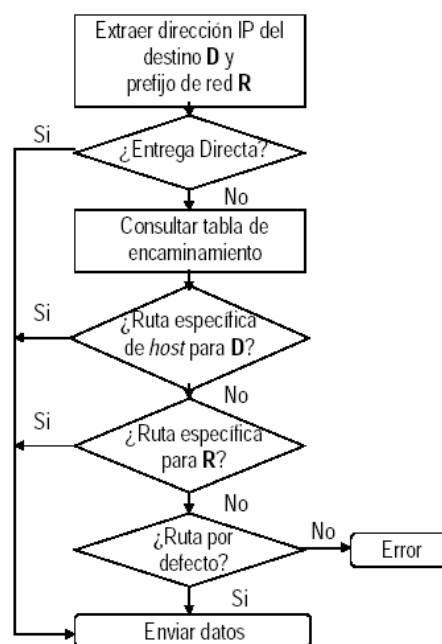 Extraer dirección IP del
destino D y
prefijo de red R
Si
¿Entrega Directa?
No
Consultar tabla de
encaminamiento
Si
¿Ruta específica
de host para D?
No
Si
¿Ruta específica
para R?
No
¿Ruta por
defecto?
No
Error
Si
Enviar datos